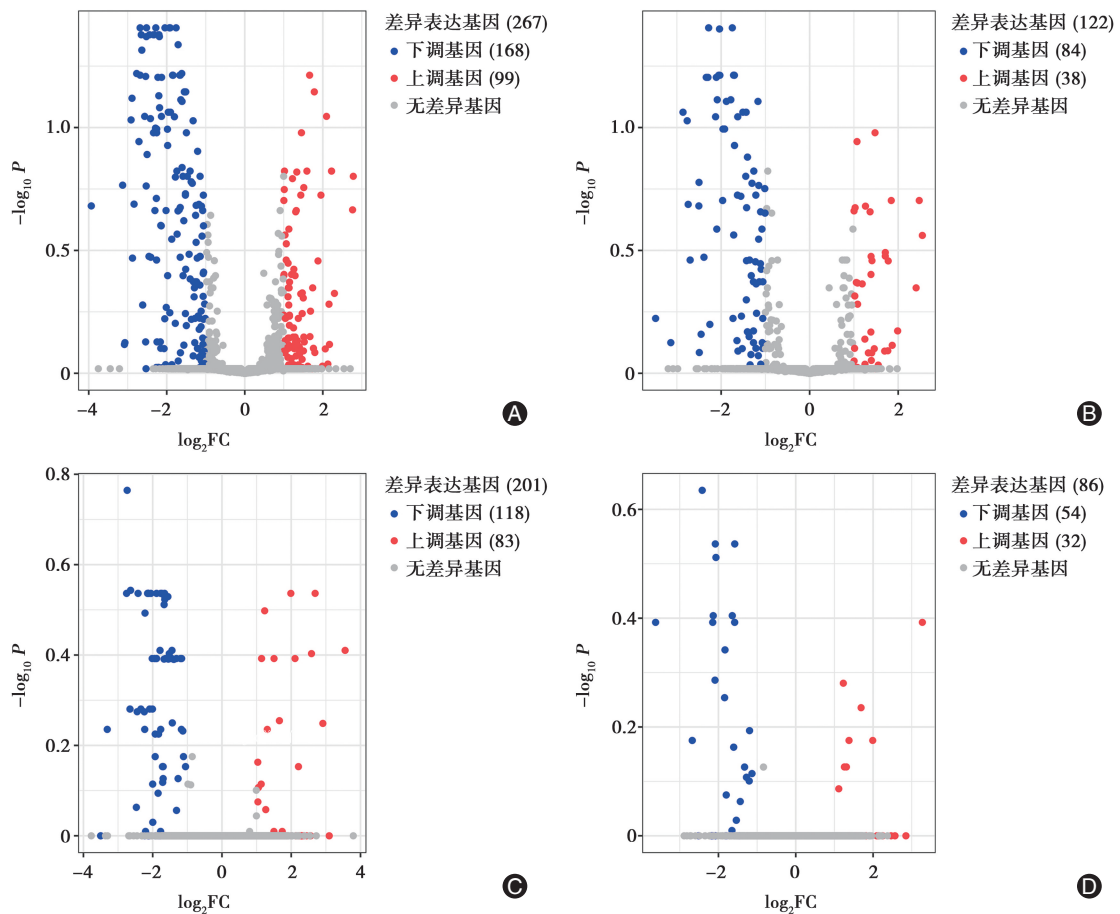 差异表达基因 (267)
下调基因 (168)
上调基因 (99)
无差异基因
1.0
0.5
0
−log₁₀ P
−4 −2 0 2
log₂FC
A
差异表达基因 (122)
下调基因 (84)
上调基因 (38)
无差异基因
1.0
0.5
0
−log₁₀ P
−2 0 2
log₂FC
B
差异表达基因 (201)
下调基因 (118)
上调基因 (83)
无差异基因
0.8
0.6
0.4
0.2
0
−log₁₀ P
−4 −2 0 2 4
log₂FC
C
差异表达基因 (86)
下调基因 (54)
上调基因 (32)
无差异基因
0.6
0.4
0.2
0
−log₁₀ P
−2 0 2
log₂FC
D